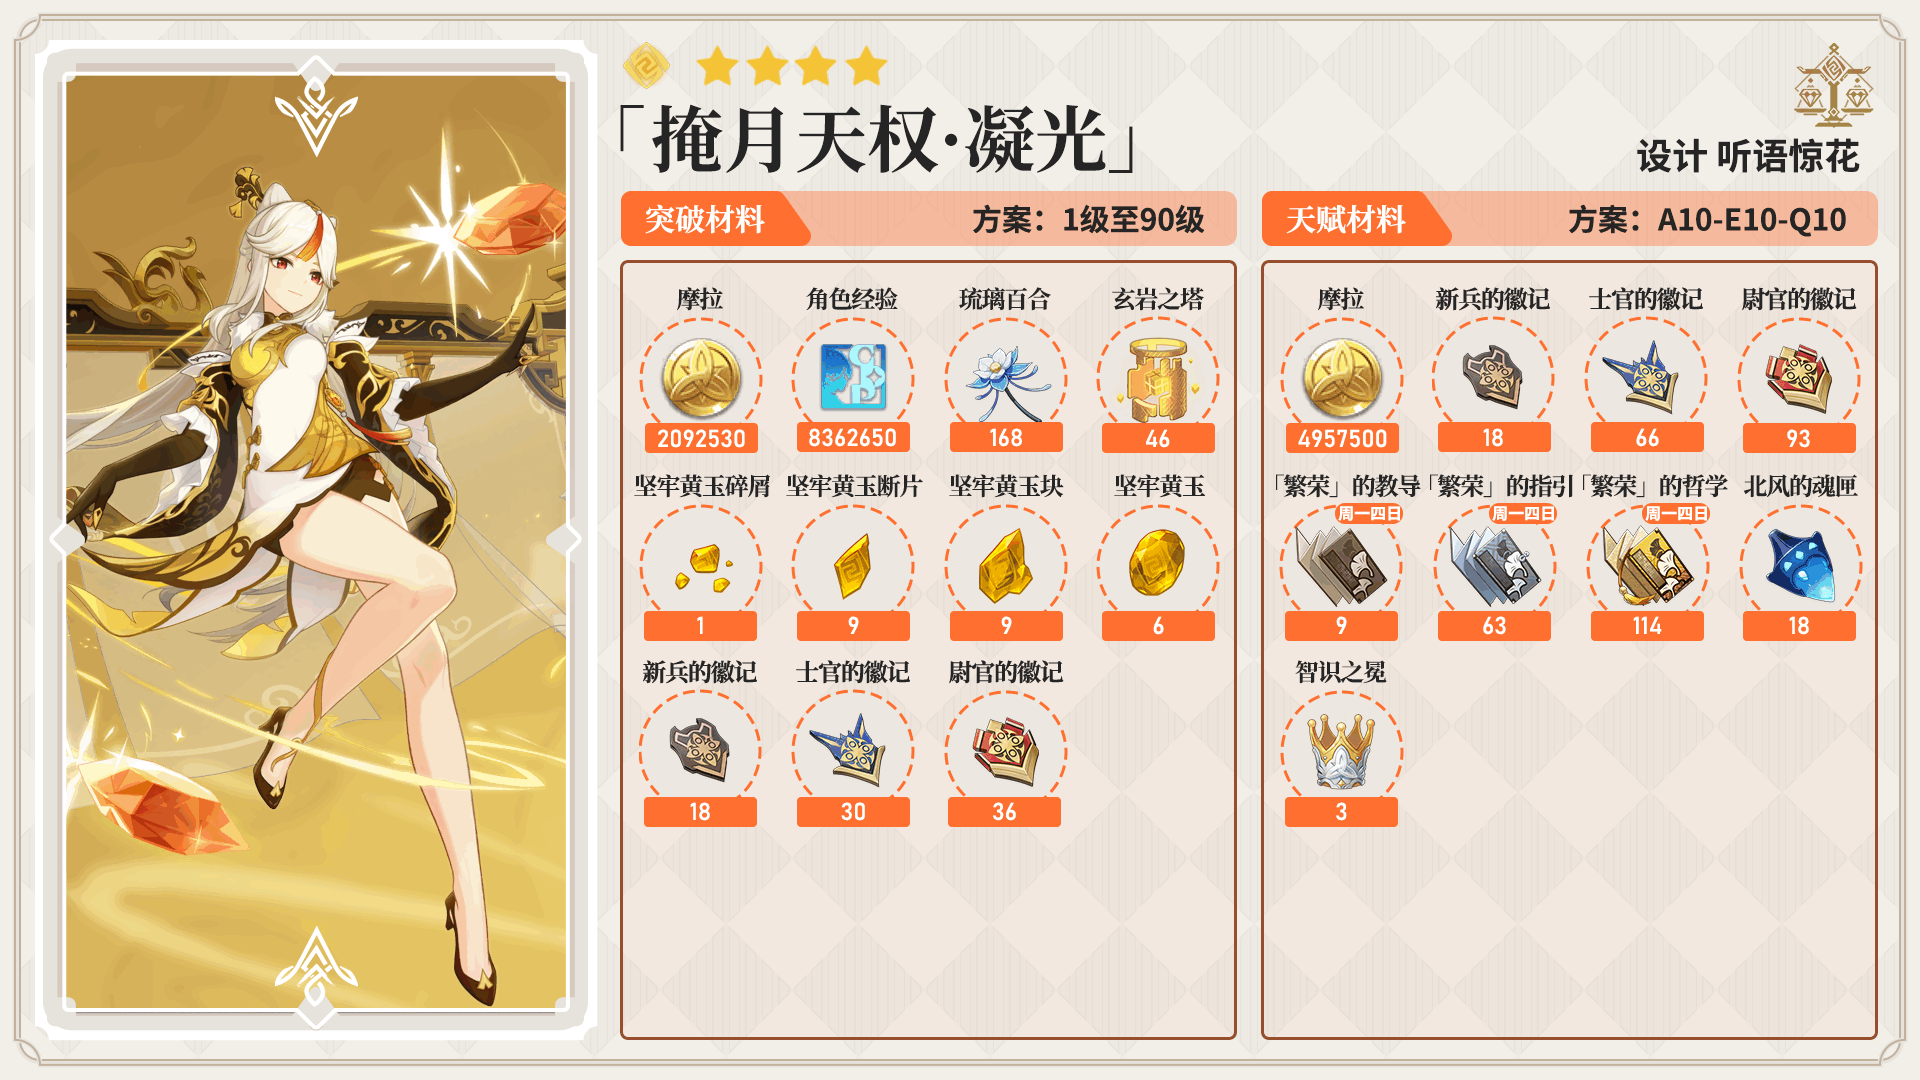 「掩月天权·凝光」
设计 听语惊花
突破材料 方案：1级至90级
摩拉 角色经验 琉璃百合 玄岩之塔
2092530 8362650 168 46
坚牢黄玉碎屑 坚牢黄玉断片 坚牢黄玉块 坚牢黄玉
1 9 9 6
新兵的徽记 士官的徽记 尉官的徽记
18 30 36
天赋材料 方案：A10-E10-Q10
摩拉 新兵的徽记 士官的徽记 尉官的徽记
4957500 18 66 93
「繁荣」的教导 「繁荣」的指引 「繁荣」的哲学 北风的魂匣
周一四日 周一四日 周一四日
9 63 114 18
智识之冕
3